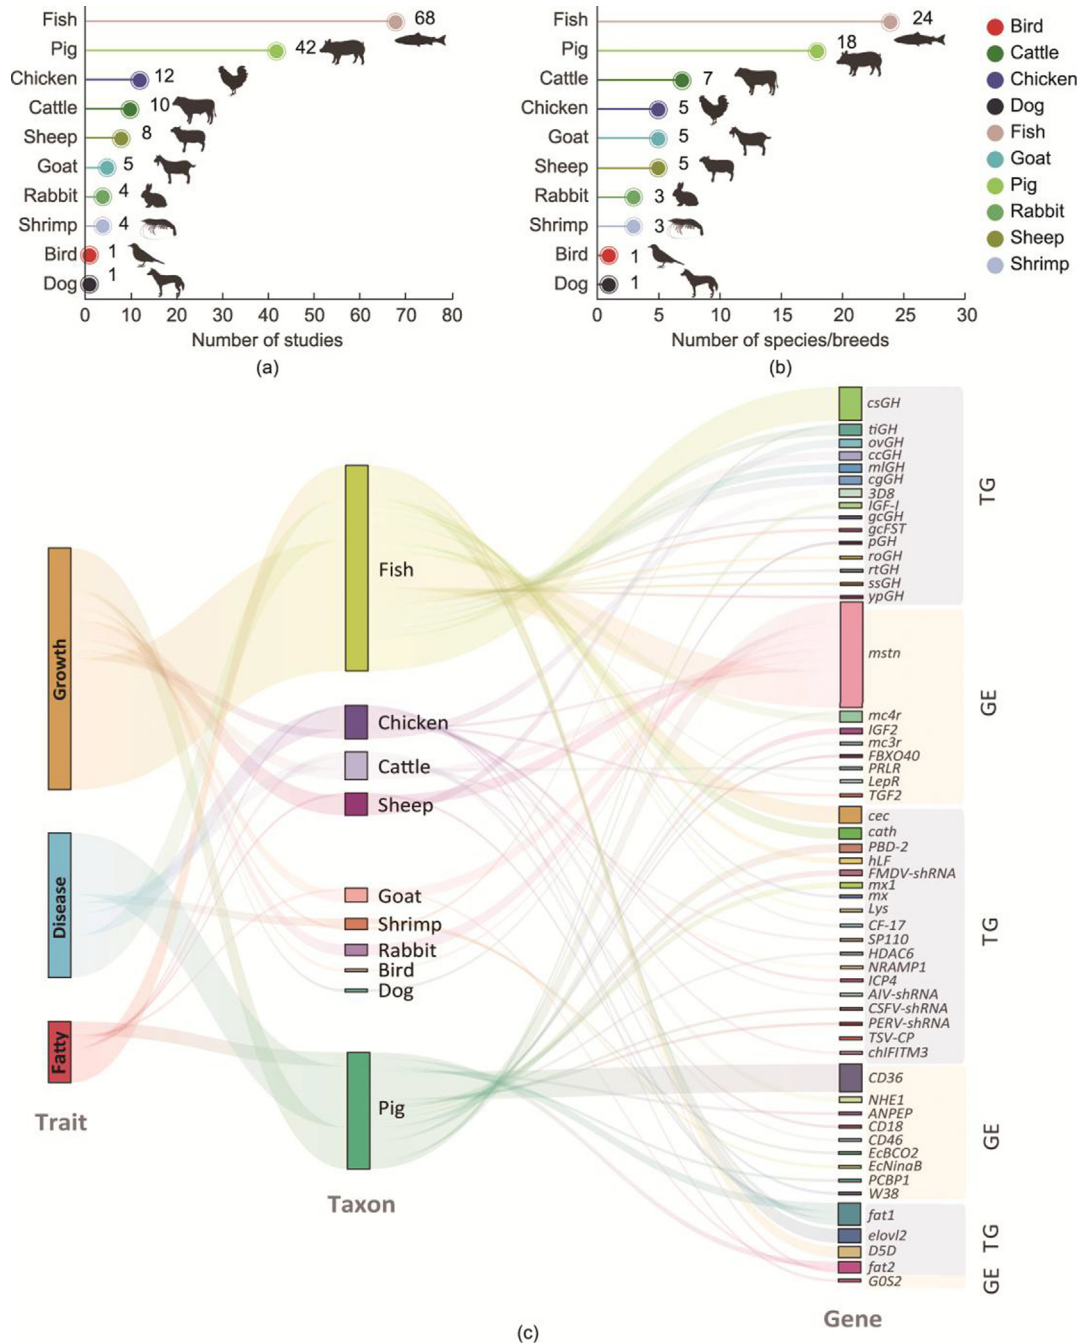 Fish 68
Pig 42
Chicken 12
Cattle 10
Sheep 8
Goat 5
Rabbit 4
Shrimp 4
Bird 1
Dog 1
0 10 20 30 40 50 60 70 80
Number of studies
(a)
Fish 24
Pig 18
Cattle 7
Chicken 5
Goat 5
Sheep 5
Rabbit 3
Shrimp 3
Bird 1
Dog 1
0 5 10 15 20 25 30
Number of species/breeds
(b)
Bird
Cattle
Chicken
Dog
Fish
Goat
Pig
Rabbit
Sheep
Shrimp
Growth
Disease
Fatty
Trait
Fish
Chicken
Cattle
Sheep
Goat
Shrimp
Rabbit
Bird
Dog
Pig
Taxon
csGH
tiGH
ovGH
ccGH
mlGH
cgGH
3D8
IGF-I
gcGH
gcFST
pGH
roGH
rtGH
ssGH
ypGH
TG
mstn
mc4r
IGF2
mc3r
FBXO40
PRLR
LepR
TGF2
GE
cec
cath
PBD-2
hLF
FMDV-shRNA
mx1
mx
Lys
CF-17
SP110
HDAC6
NRAMP1
ICP4
AIV-shRNA
CSFV-shRNA
PERV-shRNA
TSV-CP
chIFITM3
TG
CD36
NHE1
ANPEP
CD18
CD46
EcBCO2
EcNinaB
PCBP1
W38
GE
fat1
elovl2
D5D
fat2
TG
G0S2
GE
Gene
(c)